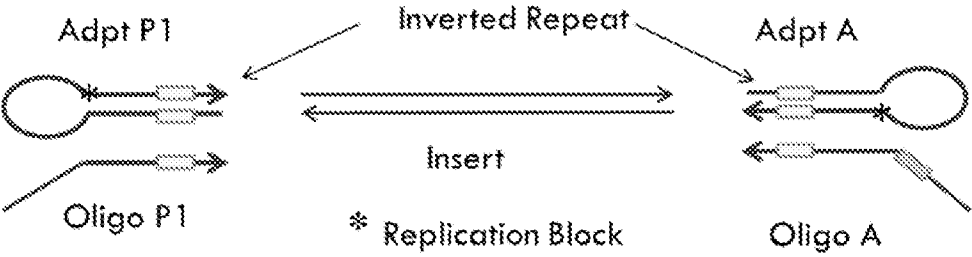 Adpt P1
Inverted Repeat
Adpt A
Insert
Oligo P1
* Replication Block
Oligo A